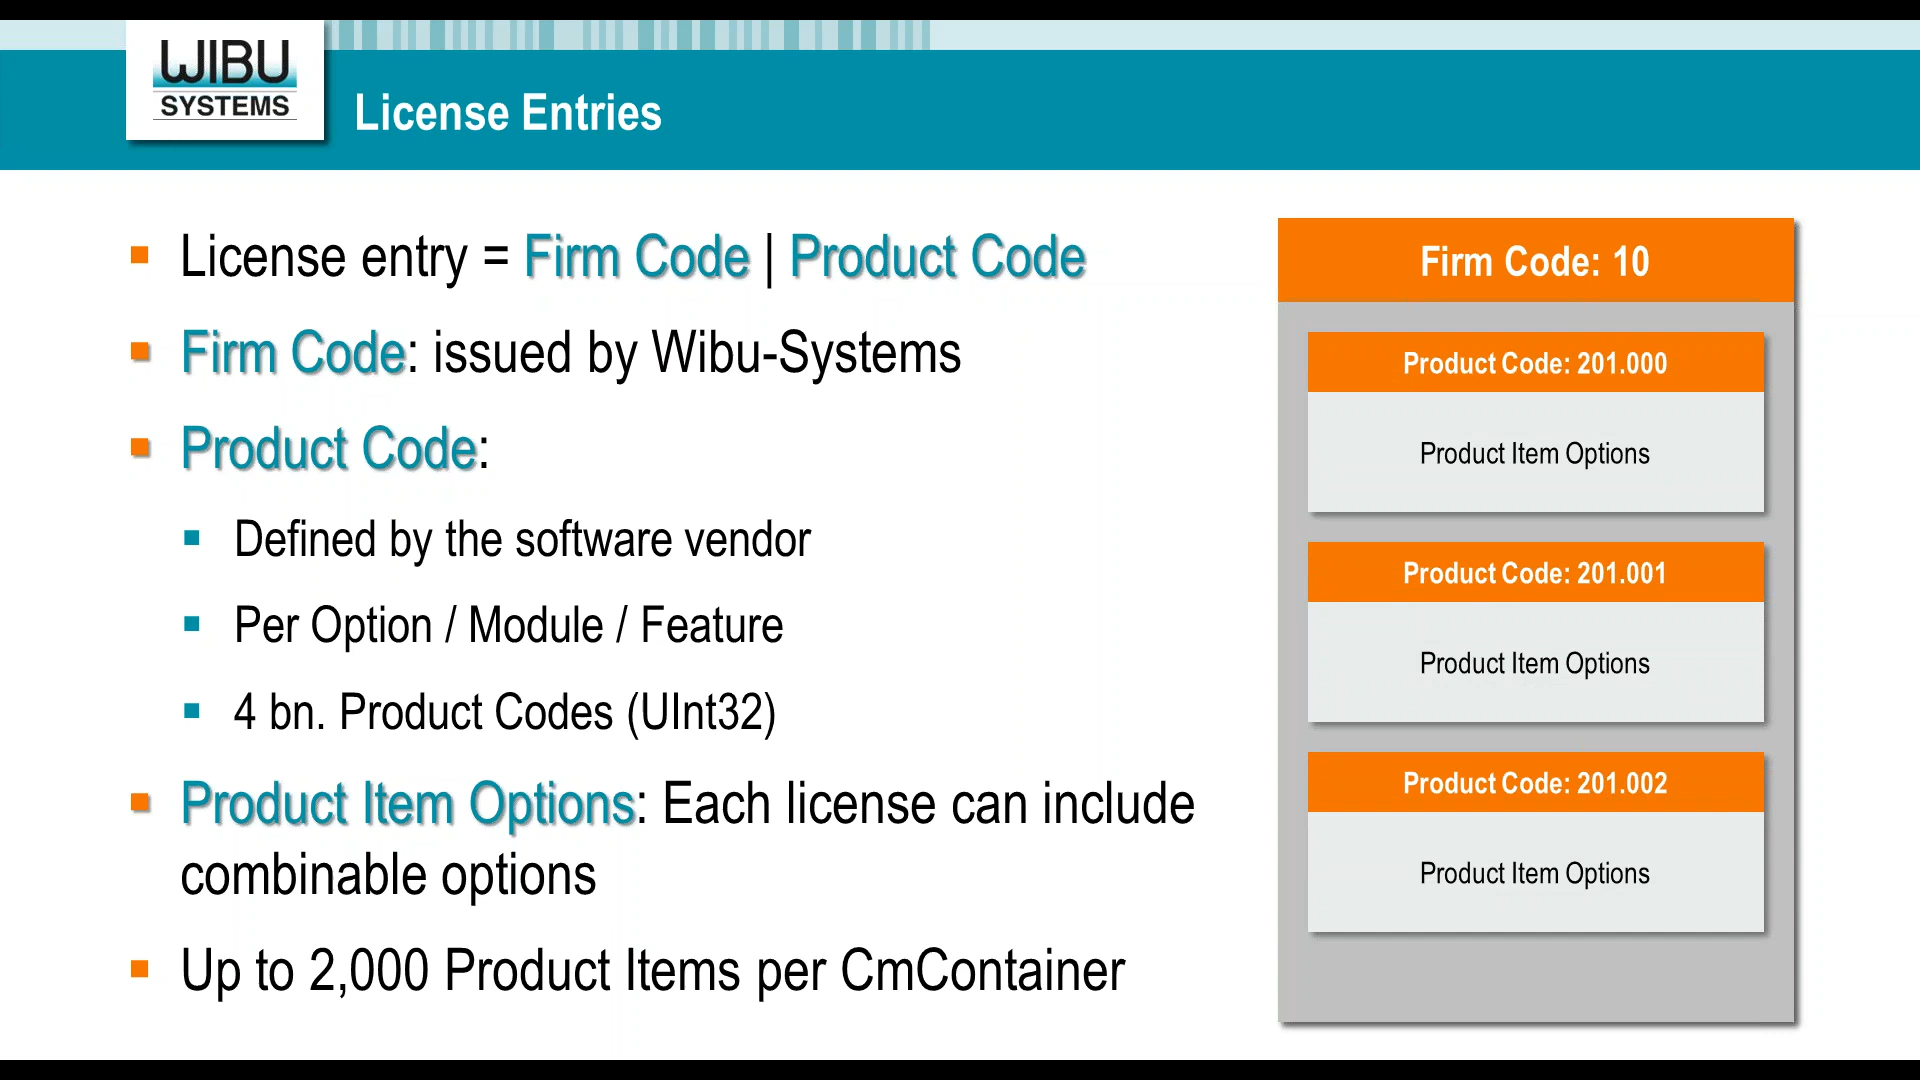 WIBU
SYSTEMS
License Entries
License entry = Firm Code | Product Code
Firm Code: issued by Wibu-Systems
Product Code:
Defined by the software vendor
Per Option / Module / Feature
4 bn. Product Codes (UInt32)
Product Item Options: Each license can include
combinable options
Up to 2,000 Product Items per CmContainer
Firm Code: 10
Product Code: 201.000
Product Item Options
Product Code: 201.001
Product Item Options
Product Code: 201.002
Product Item Options